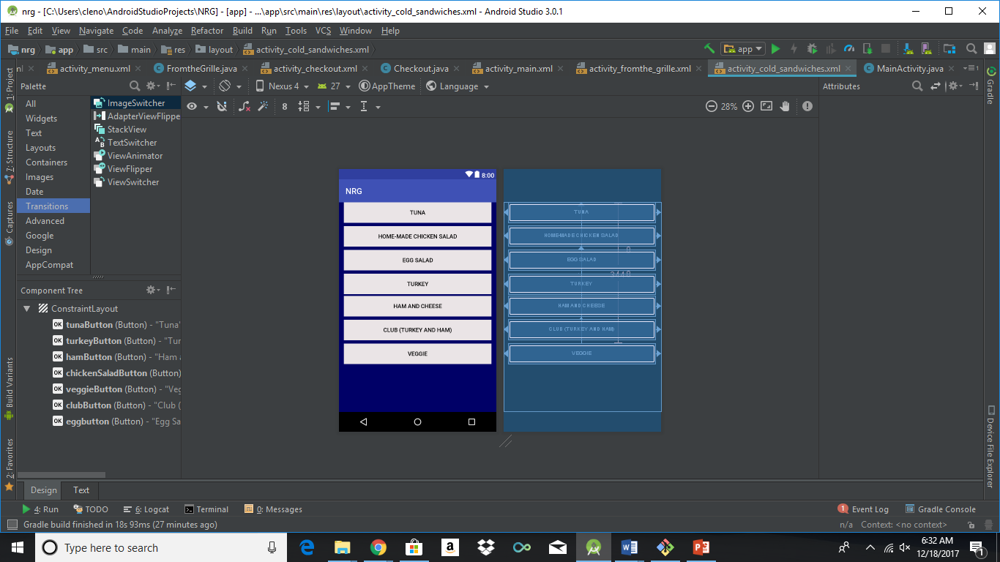 nrg - [C:\Users\cleno\AndroidStudioProjects\NRG] - [app] - ...\app\src\main\res\layout\activity_cold_sandwiches.xml - Android Studio 3.0.1
File Edit View Navigate Code Analyze Refactor Build Run Tools VCS Window Help
nrg app src main res layout activity_cold_sandwiches.xml app
nl activity_menu.xml FromtheGrille.java activity_checkout.xml Checkout.java activity_main.xml activity_fromthe_grille.xml activity_cold_sandwiches.xml MainActivity.java
Palette Nexus 4 27 AppTheme Language Attributes
28%
8
All
Widgets
Text
Layouts
Containers
Images
Date
Transitions
Advanced
Google
Design
AppCompat
ImageSwitcher
AdapterViewFlippe
StackView
TextSwitcher
ViewAnimator
ViewFlipper
ViewSwitcher
Component Tree
ConstraintLayout
OK tunaButton (Button) - "Tuna"
OK turkeyButton (Button) - "Tur
OK hamButton (Button) - "Ham a
OK chickenSaladButton (Button)
OK veggieButton (Button) - "Veg
OK clubButton (Button) - "Club (
OK eggbutton (Button) - "Egg Sa
8:00
NRG
TUNA
HOME-MADE CHICKEN SALAD
EGG SALAD
TURKEY
HAM AND CHEESE
CLUB (TURKEY AND HAM)
VEGGIE
TUNA
HOME-MADE CHICKEN SALAD
8
EGG SALAD
TURKEY
HAM AND CHEESE
CLUB (TURKEY AND HAM)
VEGGIE
1: Project
7: Structure
Captures
Build Variants
2: Favorites
Gradle
Device File Explorer
Design Text
4: Run TODO 6: Logcat Terminal 0: Messages 1 Event Log Gradle Console
Gradle build finished in 18s 93ms (27 minutes ago) n/a Context: <no context>
Type here to search
6:32 AM
12/18/2017
1